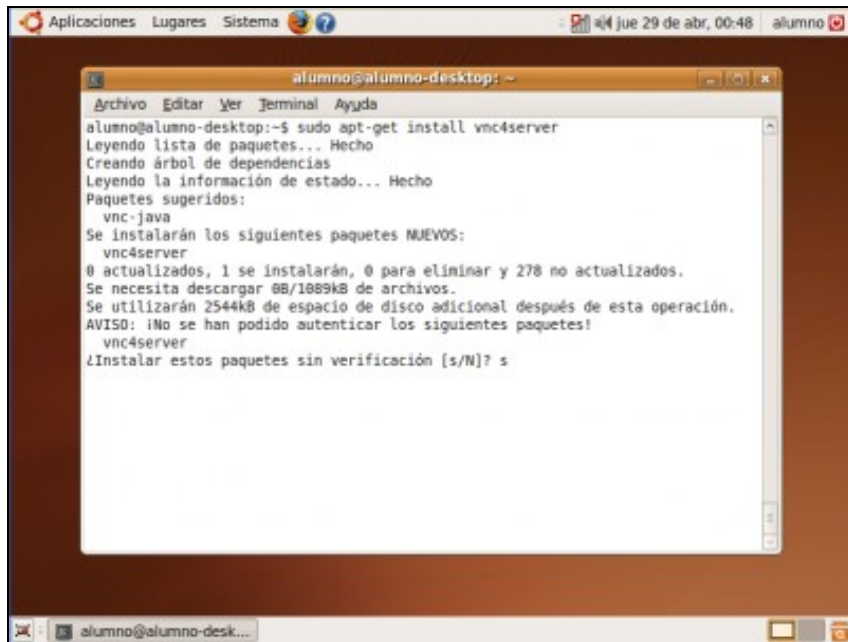 Aplicaciones Lugares Sistema jue 29 de abr, 00:48 alumno
alumno@alumno-desktop: ~
Archivo Editar Ver Terminal Ayuda
alumno@alumno-desktop:~$ sudo apt-get install vnc4server
Leyendo lista de paquetes... Hecho
Creando árbol de dependencias
Leyendo la información de estado... Hecho
Paquetes sugeridos:
vnc-java
Se instalarán los siguientes paquetes NUEVOS:
vnc4server
0 actualizados, 1 se instalarán, 0 para eliminar y 278 no actualizados.
Se necesita descargar 0B/1089kB de archivos.
Se utilizarán 2544kB de espacio de disco adicional después de esta operación.
AVISO: ¡No se han podido autenticar los siguientes paquetes!
vnc4server
¿Instalar estos paquetes sin verificación [s/N]? s
alumno@alumno-desk...